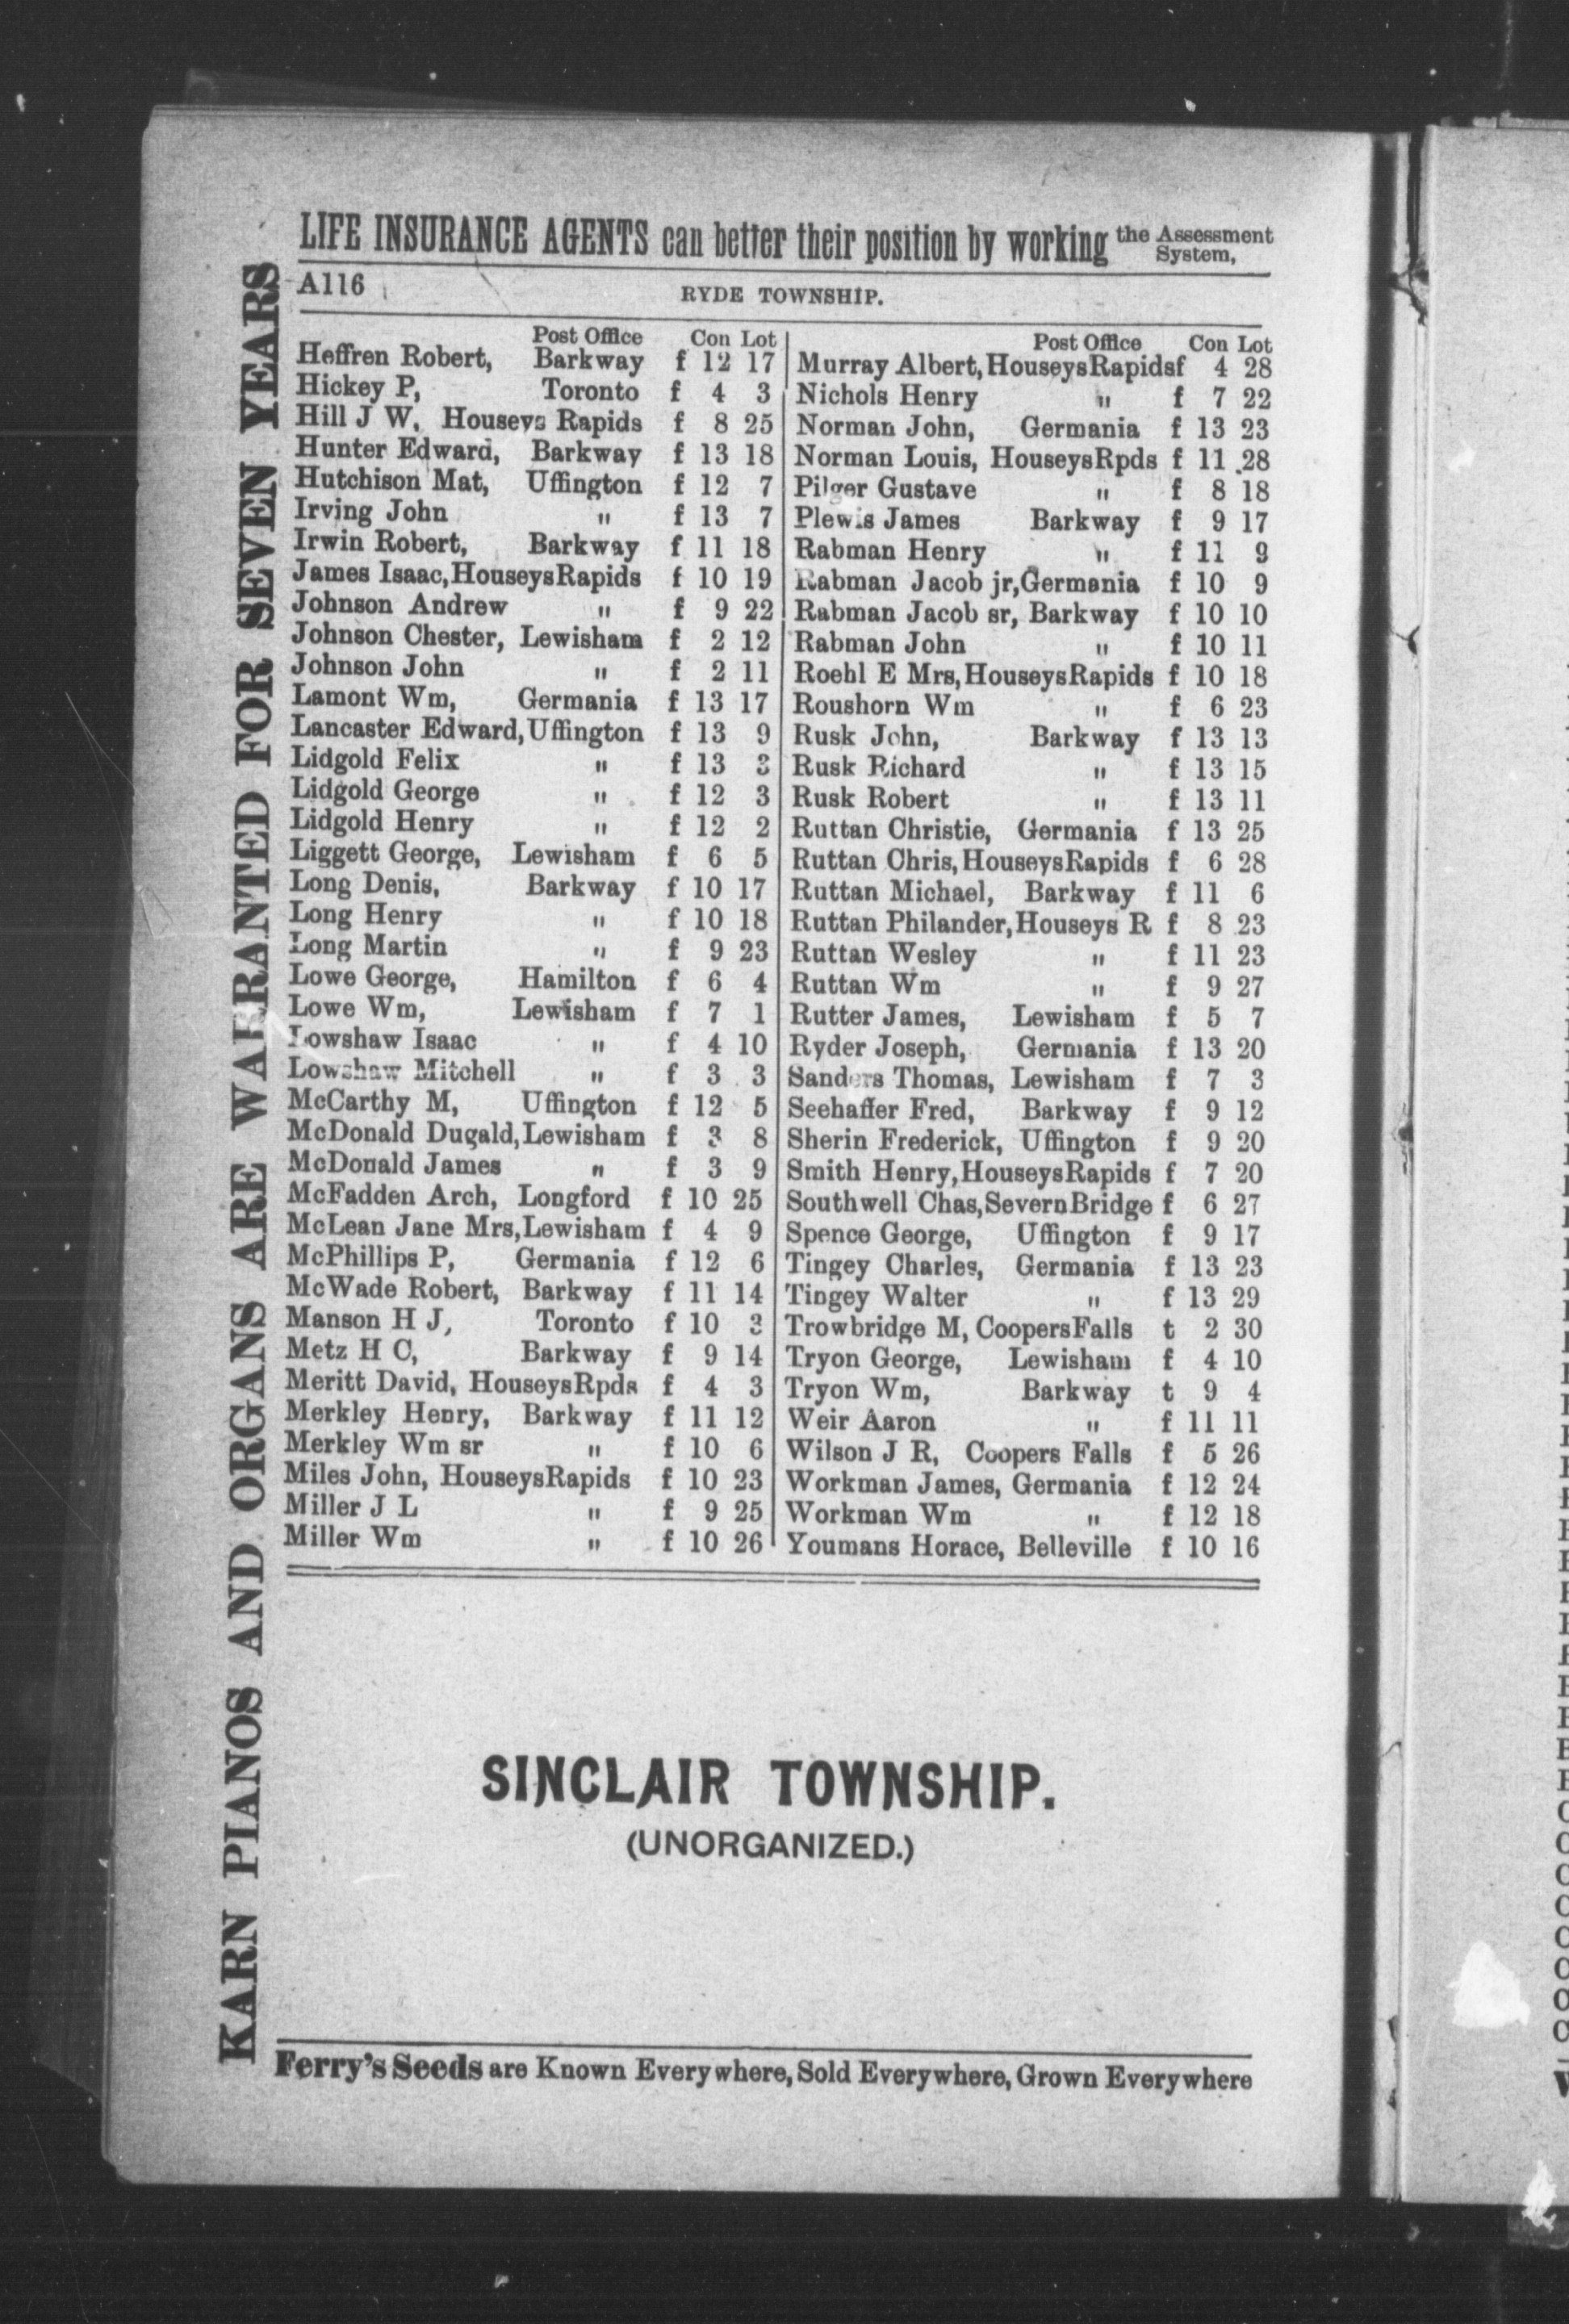 LIFE INSURANCE AGENTS can better their position by working the Assessment System,
A116
RYDE TOWNSHIP.
Post Office Con Lot
Heffren Robert, Barkway f 12 17
Hickey P, Toronto f 4 3
Hill J W, Houseys Rapids f 8 25
Hunter Edward, Barkway f 13 18
Hutchison Mat, Uffington f 12 7
Irving John " f 13 7
Irwin Robert, Barkway f 11 18
James Isaac, HouseysRapids f 10 19
Johnson Andrew " f 9 22
Johnson Chester, Lewisham f 2 12
Johnson John " f 2 11
Lamont Wm, Germania f 13 17
Lancaster Edward, Uffington f 13 9
Lidgold Felix " f 13 3
Lidgold George " f 12 3
Lidgold Henry " f 12 2
Liggett George, Lewisham f 6 5
Long Denis, Barkway f 10 17
Long Henry " f 10 18
Long Martin " f 9 23
Lowe George, Hamilton f 6 4
Lowe Wm, Lewisham f 7 1
Lowshaw Isaac " f 4 10
Lowshaw Mitchell " f 3 3
McCarthy M, Uffington f 12 5
McDonald Dugald, Lewisham f 3 8
McDonald James " f 3 9
McFadden Arch, Longford f 10 25
McLean Jane Mrs, Lewisham f 4 9
McPhillips P, Germania f 12 6
McWade Robert, Barkway f 11 14
Manson H J, Toronto f 10 3
Metz H C, Barkway f 9 14
Meritt David, HouseysRpds f 4 3
Merkley Henry, Barkway f 11 12
Merkley Wm sr " f 10 6
Miles John, HouseysRapids f 10 23
Miller J L " f 9 25
Miller Wm " f 10 26
Post Office Con Lot
Murray Albert, HouseysRapidsf 4 28
Nichols Henry " f 7 22
Norman John, Germania f 13 23
Norman Louis, HouseysRpds f 11 28
Pilger Gustave " f 8 18
Plewis James Barkway f 9 17
Rabman Henry " f 11 9
Rabman Jacob jr, Germania f 10 9
Rabman Jacob sr, Barkway f 10 10
Rabman John " f 10 11
Roehl E Mrs, HouseysRapids f 10 18
Roushorn Wm " f 6 23
Rusk John, Barkway f 13 13
Rusk Richard " f 13 15
Rusk Robert " f 13 11
Ruttan Christie, Germania f 13 25
Ruttan Chris, HouseysRapids f 6 28
Ruttan Michael, Barkway f 11 6
Ruttan Philander, Houseys R f 8 23
Ruttan Wesley " f 11 23
Ruttan Wm " f 9 27
Rutter James, Lewisham f 5 7
Ryder Joseph, Germania f 13 20
Sanders Thomas, Lewisham f 7 3
Seehaffer Fred, Barkway f 9 12
Sherin Frederick, Uffington f 9 20
Smith Henry, HouseysRapids f 7 20
Southwell Chas, SevernBridge f 6 27
Spence George, Uffington f 9 17
Tingey Charles, Germania f 13 23
Tingey Walter " f 13 29
Trowbridge M, CoopersFalls t 2 30
Tryon George, Lewisham f 4 10
Tryon Wm, Barkway t 9 4
Weir Aaron " f 11 11
Wilson J R, Coopers Falls f 5 26
Workman James, Germania f 12 24
Workman Wm " f 12 18
Youmans Horace, Belleville f 10 16
SINCLAIR TOWNSHIP.
(UNORGANIZED.)
Ferry's Seeds are Known Everywhere, Sold Everywhere, Grown Everywhere
KARN PIANOS AND ORGANS ARE WARRANTED FOR SEVEN YEARS